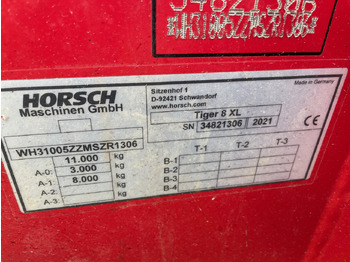 34821306
*WH31005ZZMSZR1306*
HORSCH
Maschinen GmbH
Sitzenhof 1
D-92421 Schwandorf
www.horsch.com
Made in Germany
Tiger 8 XL
SN 34821306 2021
CE
WH31005ZZMSZR1306
11.000 kg
A-0: 3.000 kg
A-1: 8.000 kg
A-2: kg
A-3:
T-1 T-2 T-3
B-1
B-2
B-3
B-4